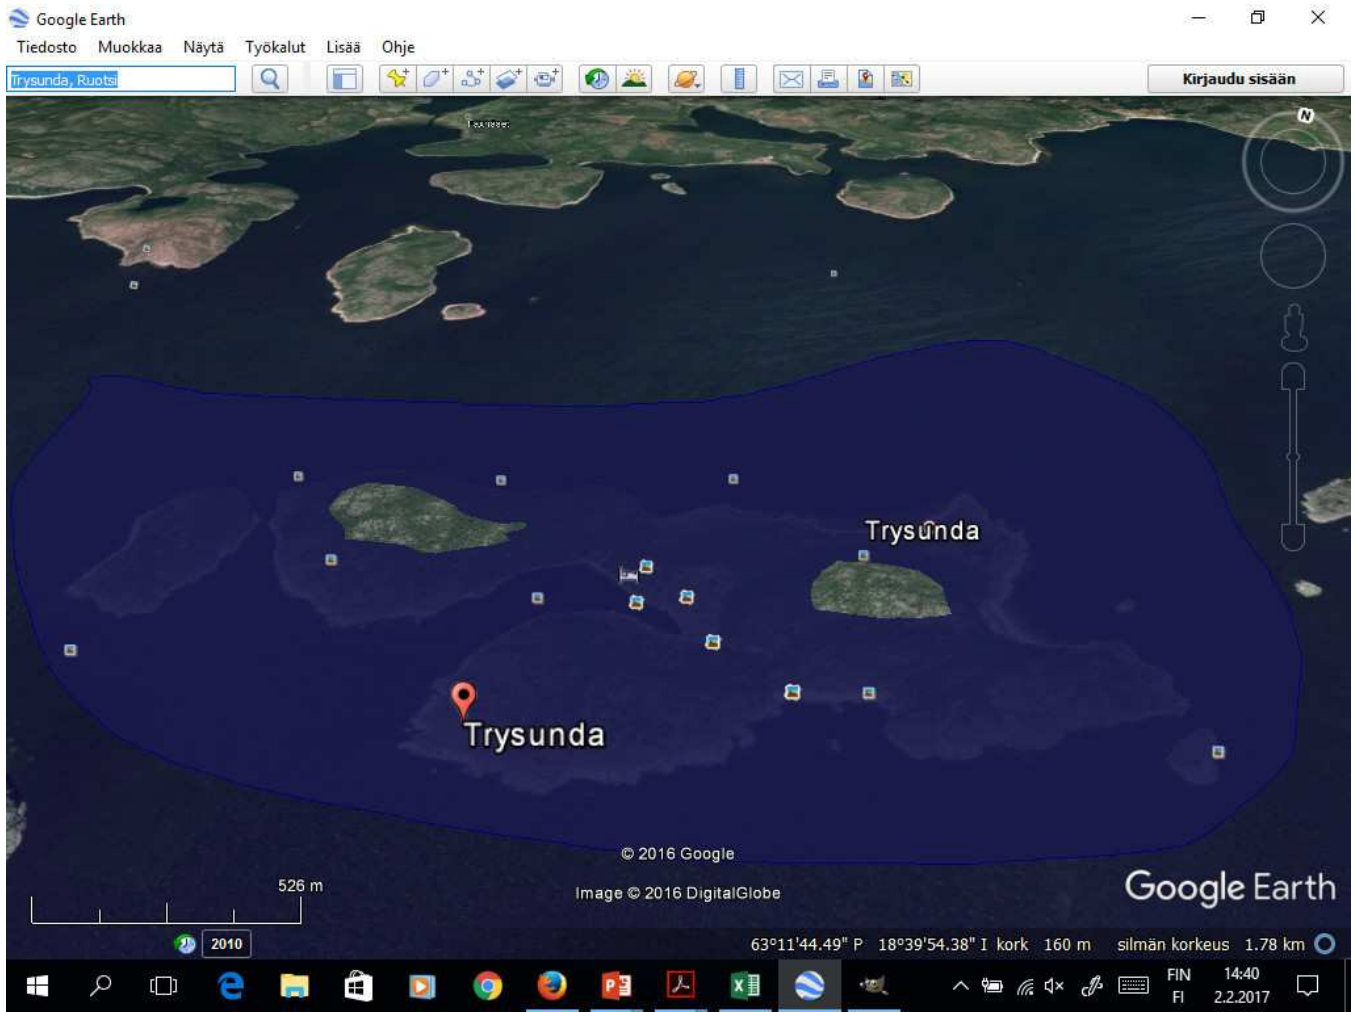 Google Earth
Tiedosto Muokkaa Näytä Työkalut Lisää Ohje
Trysunda, Ruotsi
Kirjaudu sisään
N
Trysunda
Trysunda
© 2016 Google
Image © 2016 DigitalGlobe
Google Earth
526 m
2010
63°11'44.49" P 18°39'54.38" I kork 160 m silmän korkeus 1.78 km
FIN
FI
14:40
2.2.2017